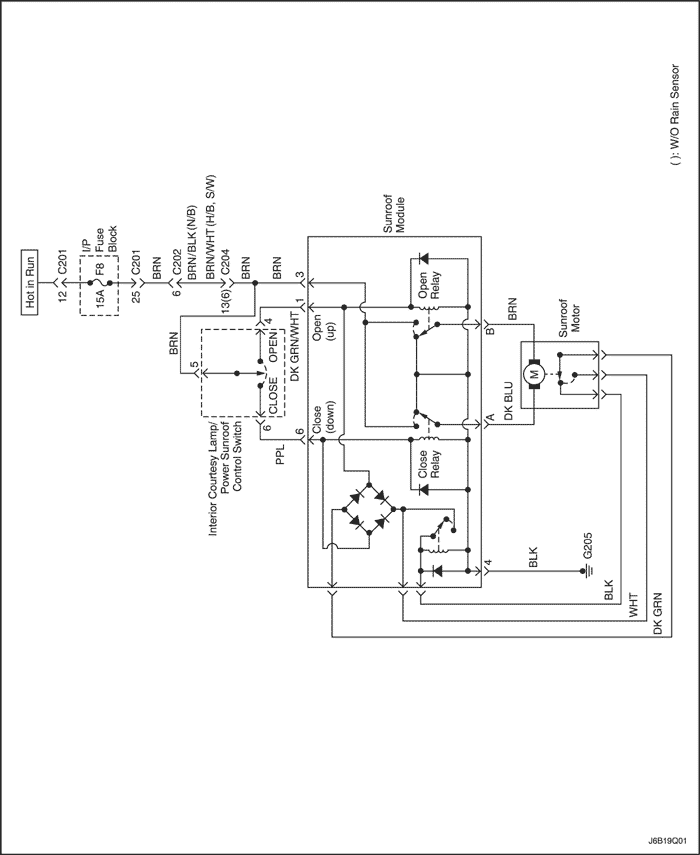 Hot in Run
12
C201
I/P
Fuse
Block
15A
F8
25
C201
BRN
6
C202
BRN/BLK (N/B)
BRN/WHT (H/B, S/W)
13(6)
C204
BRN
BRN
BRN
5
4
OPEN
CLOSE
6
Interior Courtesy Lamp/
Power Sunroof
Control Switch
PPL
DK GRN/WHT
6
1
3
Sunroof
Module
Close
(down)
Open
(up)
Close
Relay
Open
Relay
4
A
B
BLK
DK BLU
BRN
M
Sunroof
Motor
G205
BLK
WHT
DK GRN
( ): W/O Rain Sensor
J6B19Q01